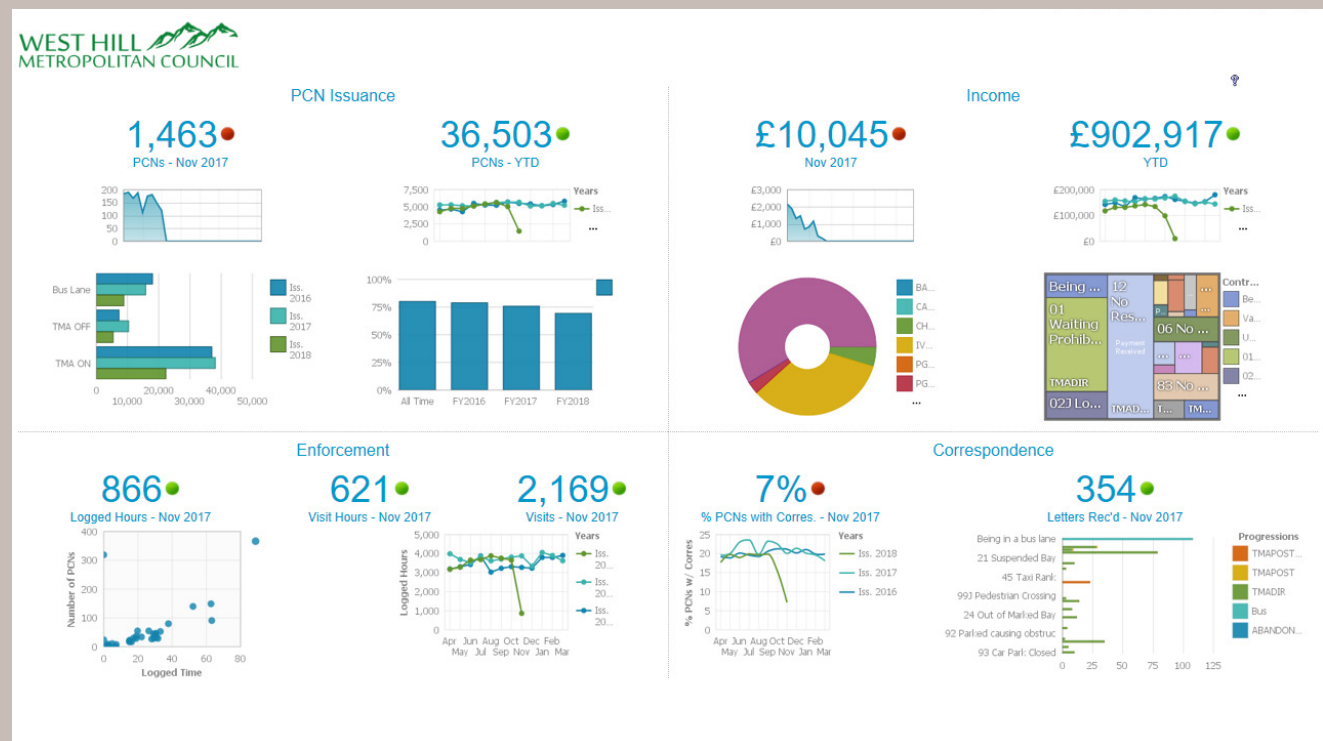 WEST HILL
METROPOLITAN COUNCIL
PCN Issuance
1,463
PCNs - Nov 2017
36,503
PCNs - YTD
200
150
100
50
0
7,500
5,000
2,500
0
Years
Iss...
...
Bus Lane
TMA OFF
TMA ON
0
10,000
20,000
30,000
40,000
50,000
Iss.
2016
Iss.
2017
Iss.
2018
100%
75%
50%
25%
0%
All Time
FY2016
FY2017
FY2018
Income
£10,045
Nov 2017
£902,917
YTD
£3,000
£2,000
£1,000
£0
£200,000
£100,000
£0
Years
Iss...
...
BA...
CA...
CH...
IV...
PG...
PG...
...
Being ...
01
Waiting
Prohib...
TMADIR
02J Lo...
12
No
Res...
Payment
Received
TMAD...
P...
...
...
06 No ...
...
...
83 No ...
T...
TM...
Contr...
Be...
Va...
U...
01...
02...
...
Enforcement
866
Logged Hours - Nov 2017
621
Visit Hours - Nov 2017
2,169
Visits - Nov 2017
Number of PCNs
400
300
200
100
0
0 20 40 60 80
Logged Time
Logged Hours
5,000
4,000
3,000
2,000
1,000
0
Apr Jun Aug Oct Dec Feb
May Jul Sep Nov Jan Mar
Years
Iss.
20...
Iss.
20...
Iss.
20...
Correspondence
7%
% PCNs with Corres. - Nov 2017
354
Letters Rec'd - Nov 2017
% PCNs w/ Corres
25
20
15
10
5
0
Apr Jun Aug Oct Dec Feb
May Jul Sep Nov Jan Mar
Years
Iss. 2018
Iss. 2017
Iss. 2016
Being in a bus lane
21 Suspended Bay
45 Taxi Rank
99J Pedestrian Crossing
24 Out of Marked Bay
92 Parked causing obstruc
93 Car Park Closed
0 25 50 75 100 125
Progressions
TMAPOST...
TMAPOST
TMADIR
Bus
ABANDON...